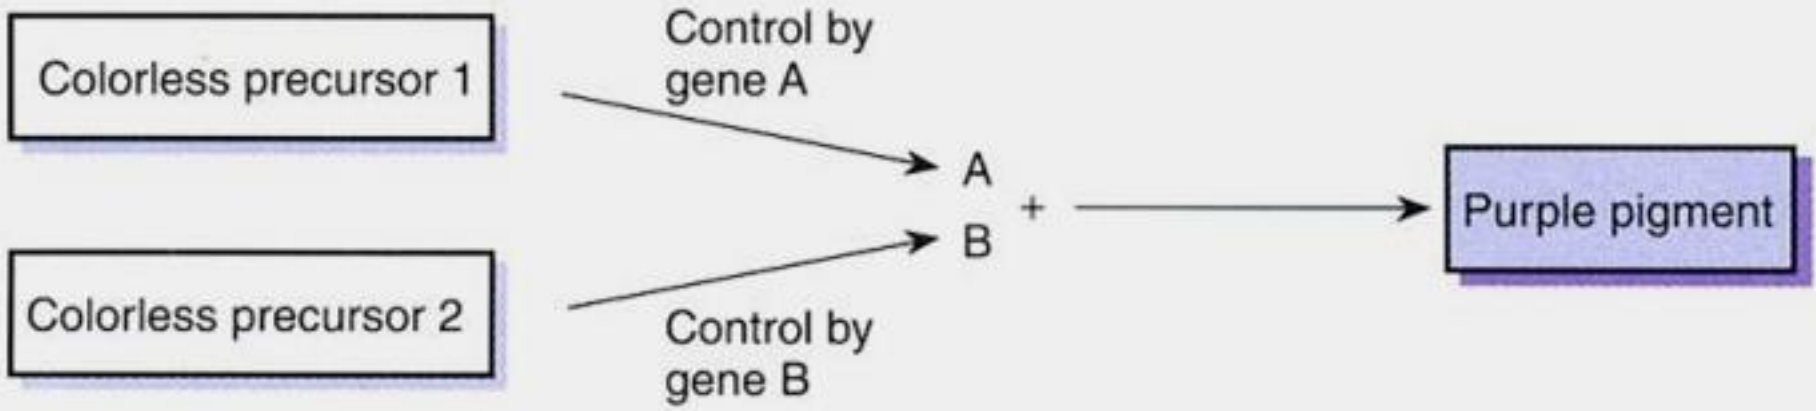 Colorless precursor 1
Control by
gene A
A
+
B
Purple pigment
Colorless precursor 2
Control by
gene B